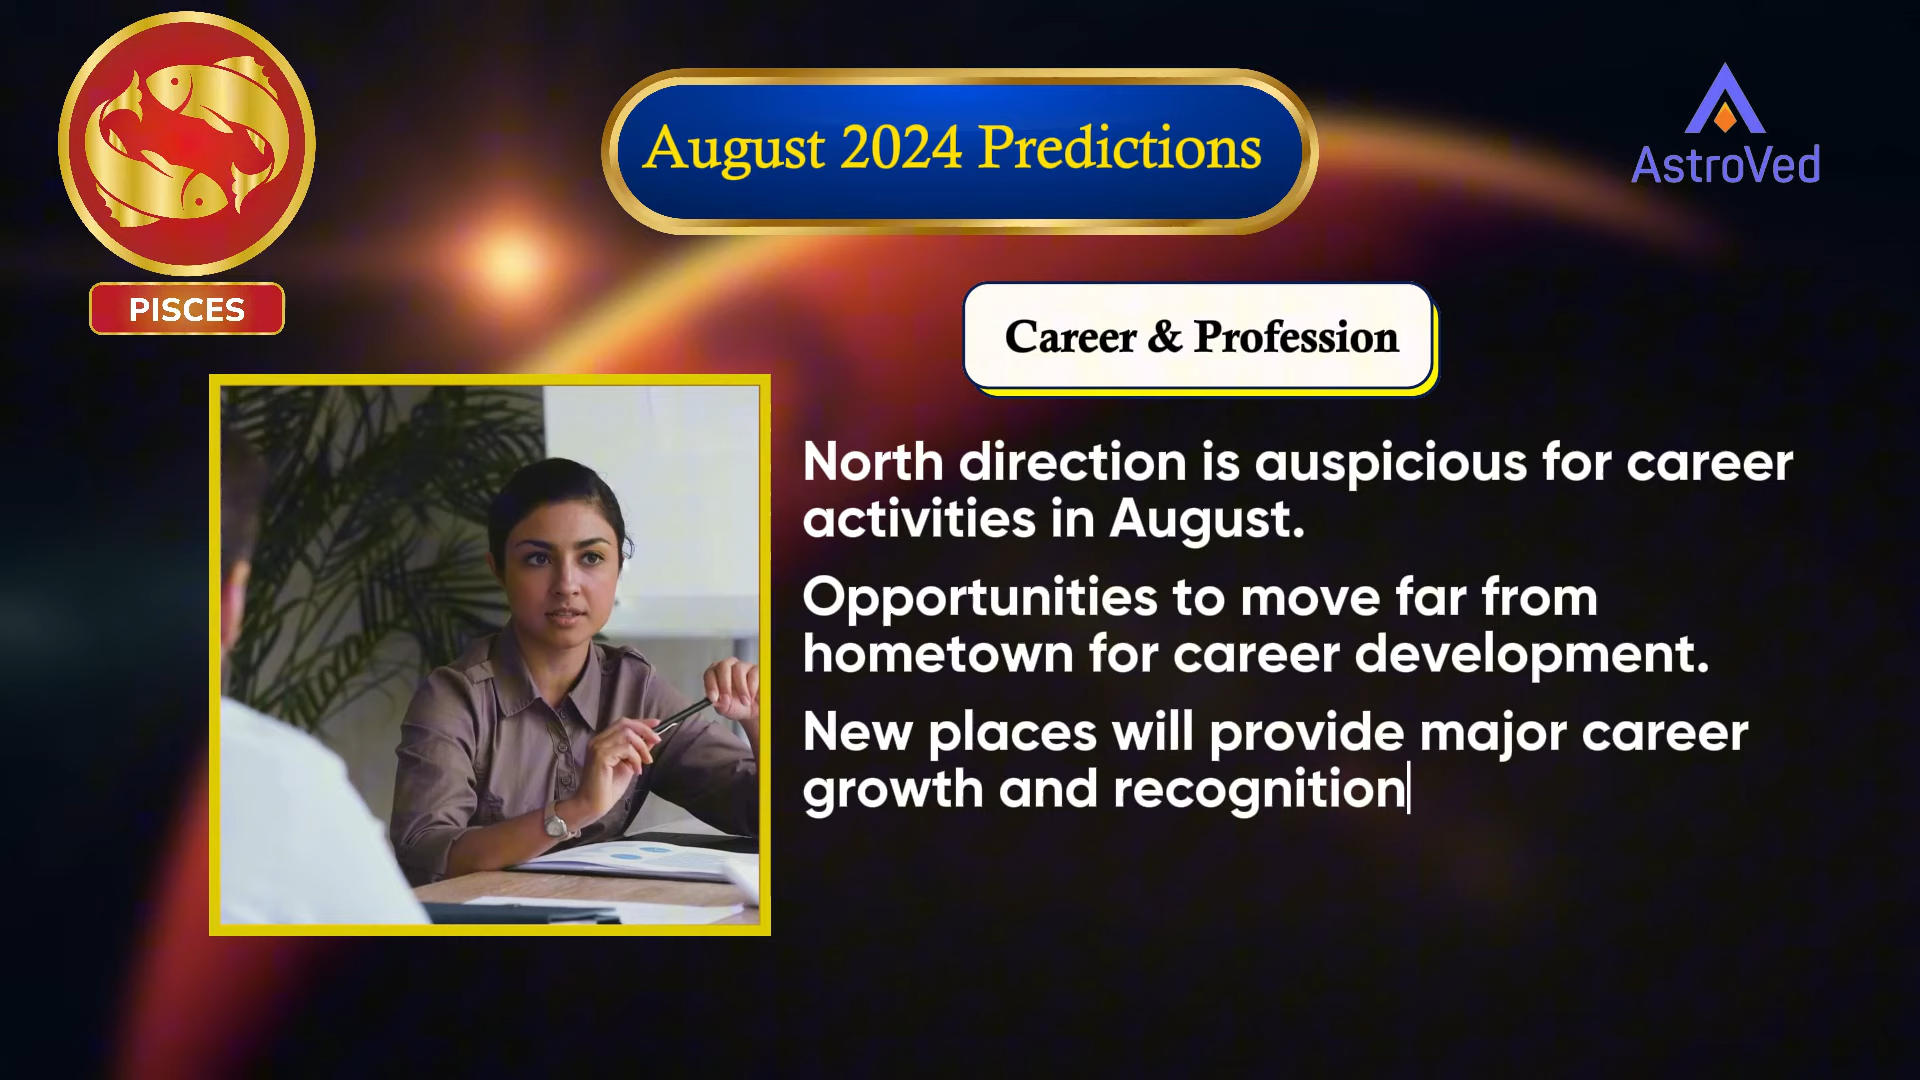 August 2024 Predictions
AstroVed
PISCES
Career & Profession
North direction is auspicious for career
activities in August.
Opportunities to move far from
hometown for career development.
New places will provide major career
growth and recognition